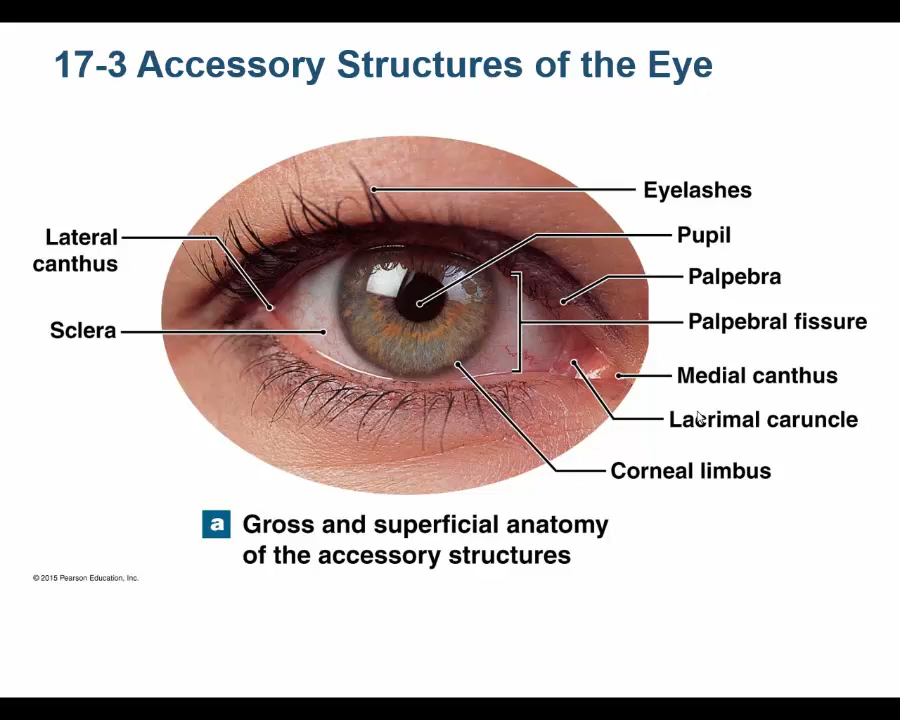 17-3 Accessory Structures of the Eye
Eyelashes
Lateral
canthus
Pupil
Palpebra
Sclera
Palpebral fissure
Medial canthus
Lacrimal caruncle
Corneal limbus
a Gross and superficial anatomy
of the accessory structures
© 2015 Pearson Education, Inc.